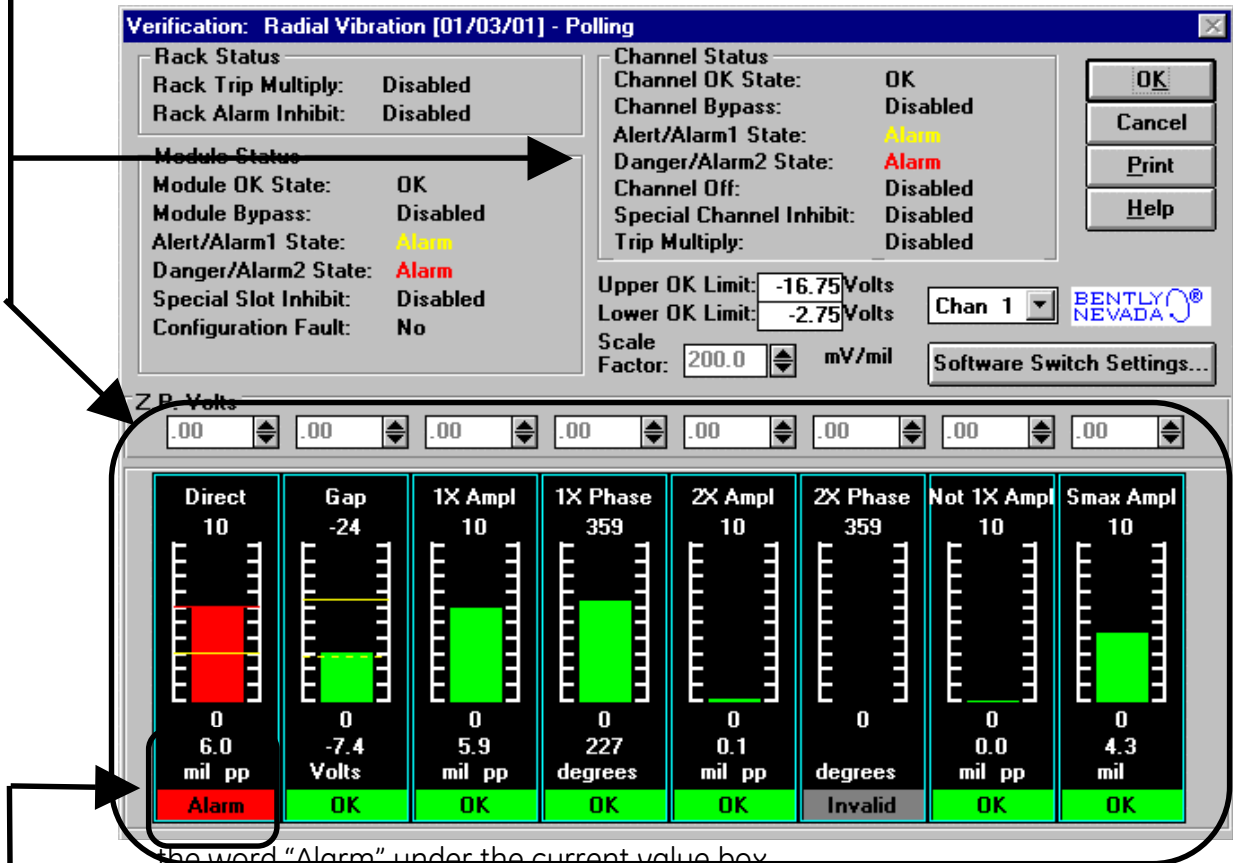 Verification: Radial Vibration [01/03/01] - Polling
Rack Status
Rack Trip Multiply: Disabled
Rack Alarm Inhibit: Disabled
Module Status
Module OK State: OK
Module Bypass: Disabled
Alert/Alarm1 State: Alarm
Danger/Alarm2 State: Alarm
Special Slot Inhibit: Disabled
Configuration Fault: No
Channel Status
Channel OK State: OK
Channel Bypass: Disabled
Alert/Alarm1 State: Alarm
Danger/Alarm2 State: Alarm
Channel Off: Disabled
Special Channel Inhibit: Disabled
Trip Multiply: Disabled
OK
Cancel
Print
Help
Upper OK Limit: -16.75 Volts
Lower OK Limit: -2.75 Volts
Scale
Factor: 200.0 mV/mil
Chan 1
BENTLY ®
NEVADA
Software Switch Settings...
Z.P. Volts
.00 .00 .00 .00 .00 .00 .00 .00
Direct Gap 1X Ampl 1X Phase 2X Ampl 2X Phase Not 1X Ampl Smax Ampl
10 -24 10 359 10 359 10 10
0 0 0 0 0 0 0 0
6.0 -7.4 5.9 227 0.1 0.0 4.3
mil pp Volts mil pp degrees mil pp degrees mil pp mil
Alarm OK OK OK OK Invalid OK OK
the word “Alarm” under the current value box